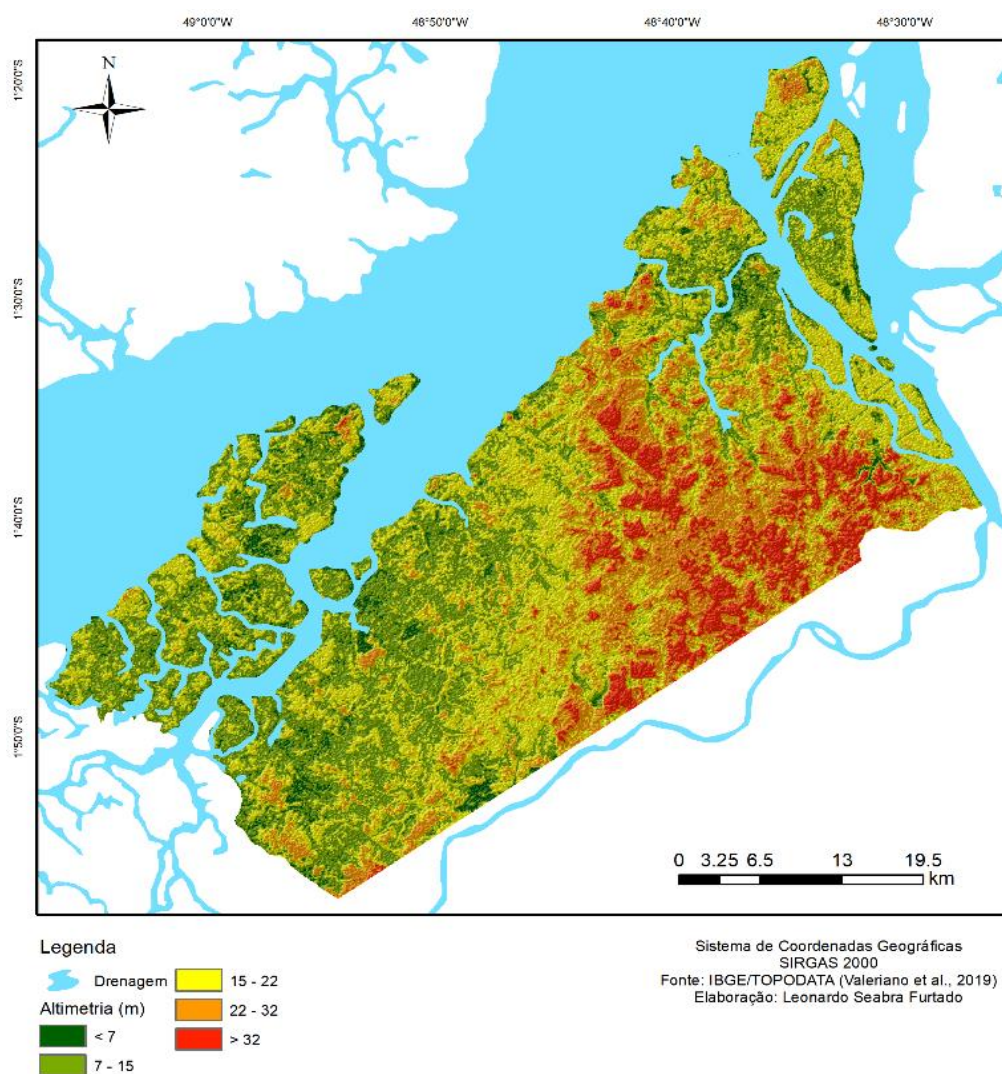 49°0'0"W 48°50'0"W 48°40'0"W 48°30'0"W
1°20'0"S
N
1°30'0"S
1°40'0"S
1°50'0"S
0 3.25 6.5 13 19.5
km
Legenda
Drenagem
Altimetria (m)
< 7
7 - 15
15 - 22
22 - 32
> 32
Sistema de Coordenadas Geográficas
SIRGAS 2000
Fonte: IBGE/TOPODATA (Valeriano et al., 2019)
Elaboração: Leonardo Seabra Furtado